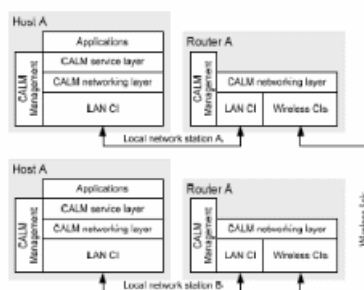 Host A
Applications
CALM service layer
CALM networking layer
LAN CI
CALM Management
Router A
CALM networking layer
LAN CI
Wireless CIs
CALM Management
Local network station A
Host A
Applications
CALM service layer
CALM networking layer
LAN CI
CALM Management
Router A
CALM networking layer
LAN CI
Wireless CIs
CALM Management
Local network station B
Wireless